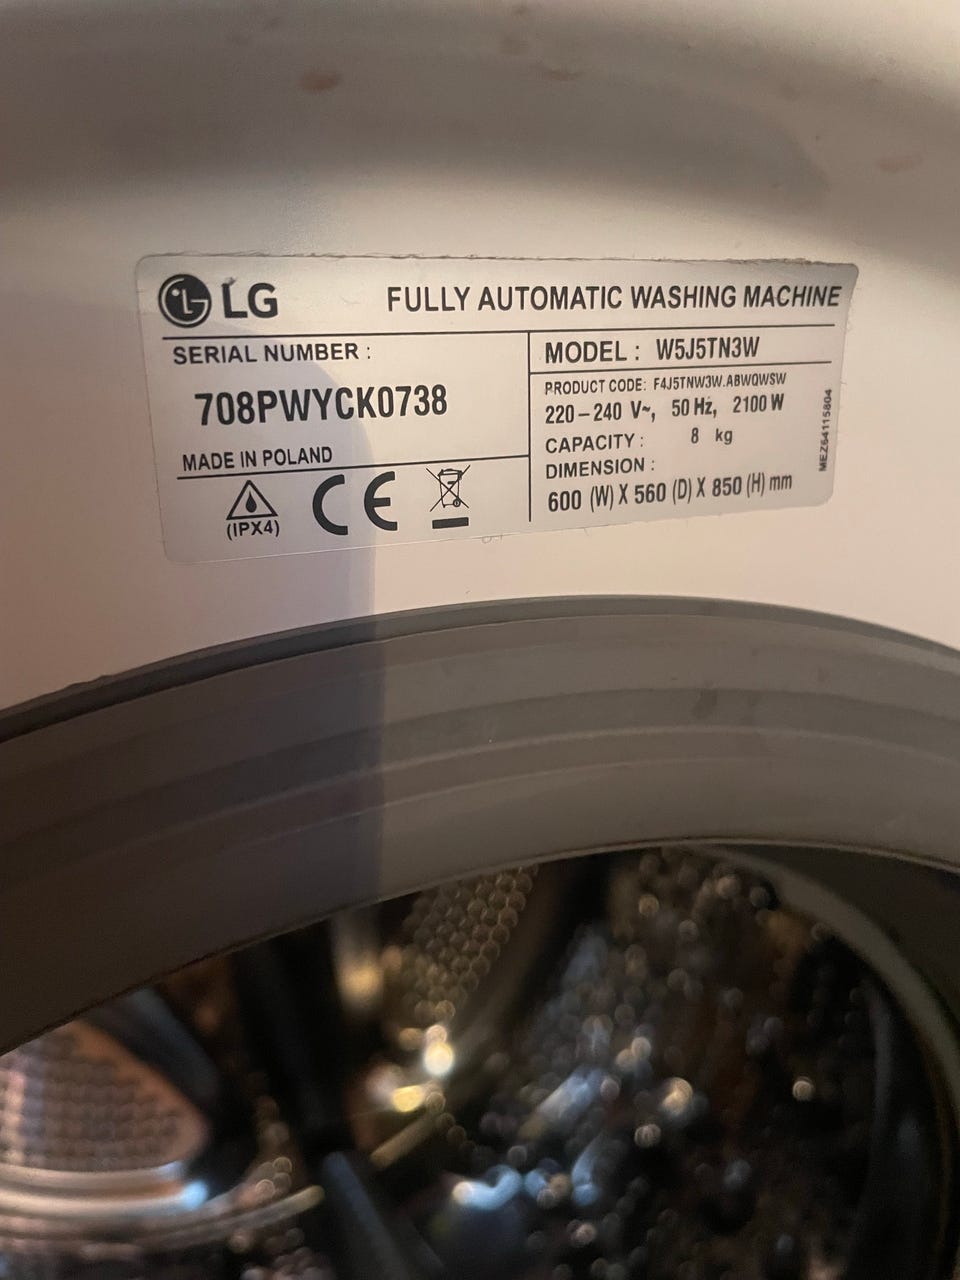 LG FULLY AUTOMATIC WASHING MACHINE
SERIAL NUMBER :
708PWYCK0738
MADE IN POLAND
(IPX4)
CE
MODEL : W5J5TN3W
PRODUCT CODE: F4J5TNW3W.ABWQWSW
220-240 V~, 50 Hz, 2100 W
CAPACITY : 8 kg
DIMENSION :
600 (W) X 560 (D) X 850 (H) mm
MEZ64115804